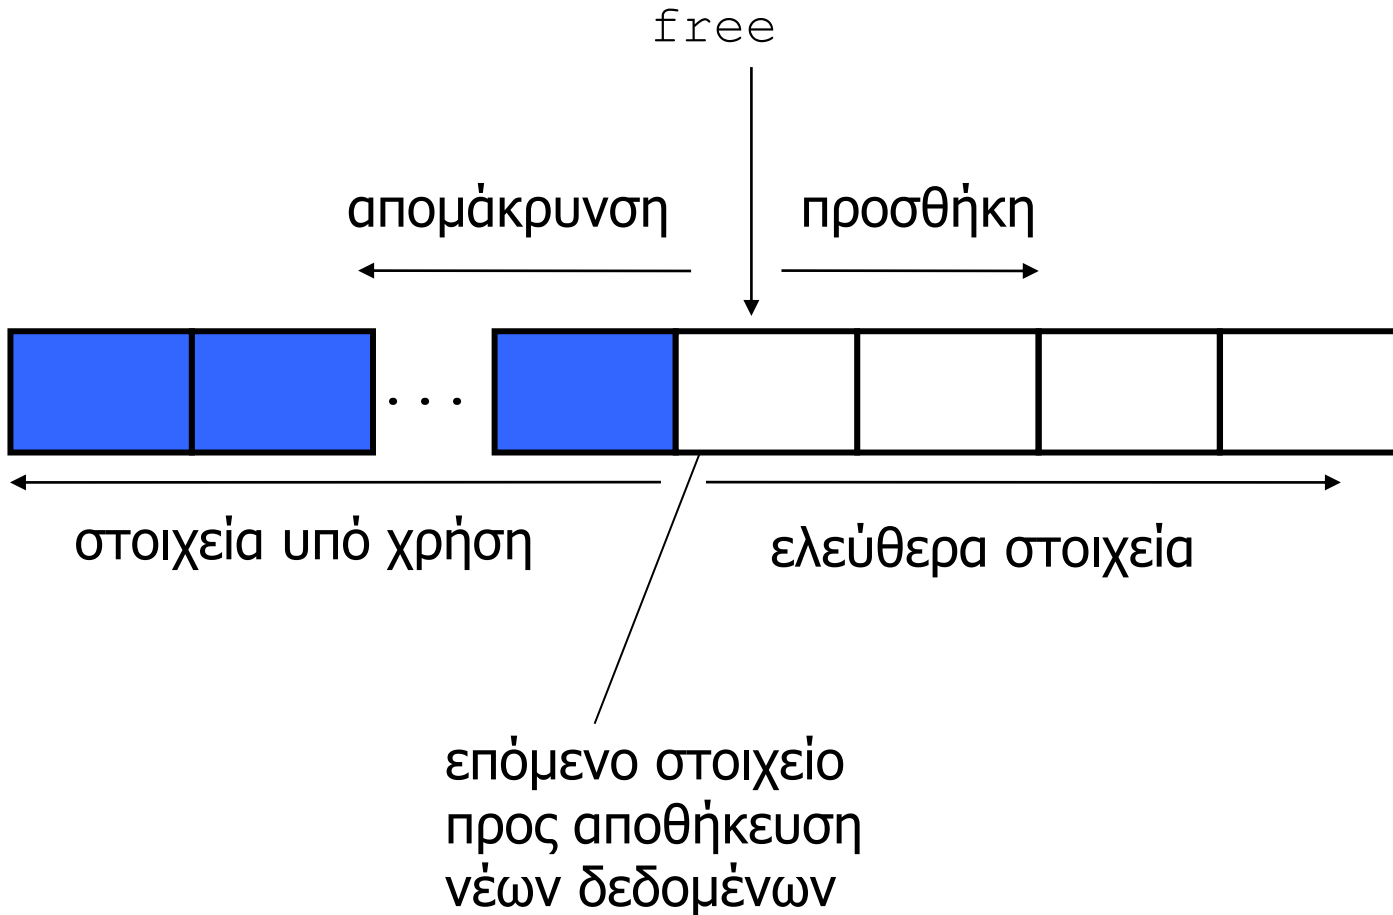 free
απομάκρυνση
προσθήκη
...
στοιχεία υπό χρήση
ελεύθερα στοιχεία
επόμενο στοιχείο
προς αποθήκευση
νέων δεδομένων